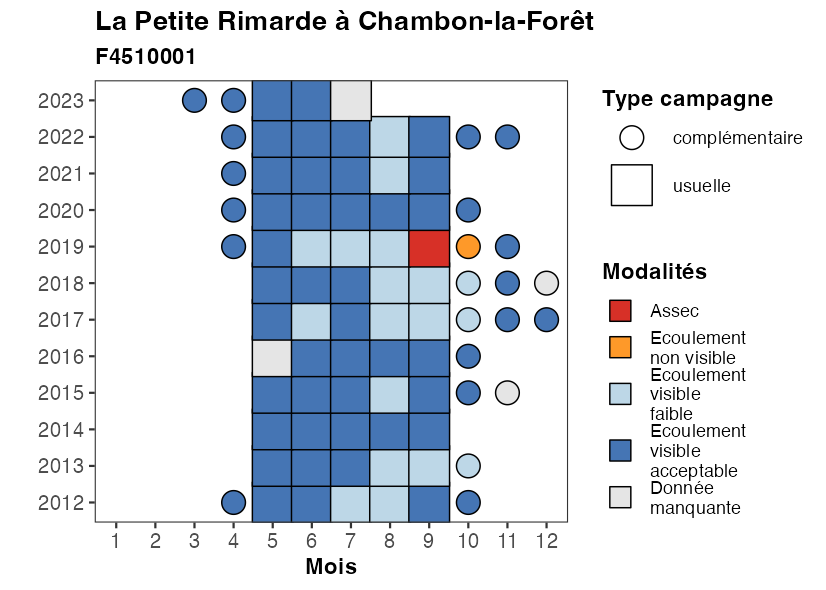 La Petite Rimarde à Chambon-la-Forêt
F4510001
2023
2022
2021
2020
2019
2018
2017
2016
2015
2014
2013
2012
1 2 3 4 5 6 7 8 9 10 11 12
Mois
Type campagne
complémentaire
usuelle
Modalités
Assec
Ecoulement
non visible
Ecoulement
visible
faible
Ecoulement
visible
acceptable
Donnée
manquante